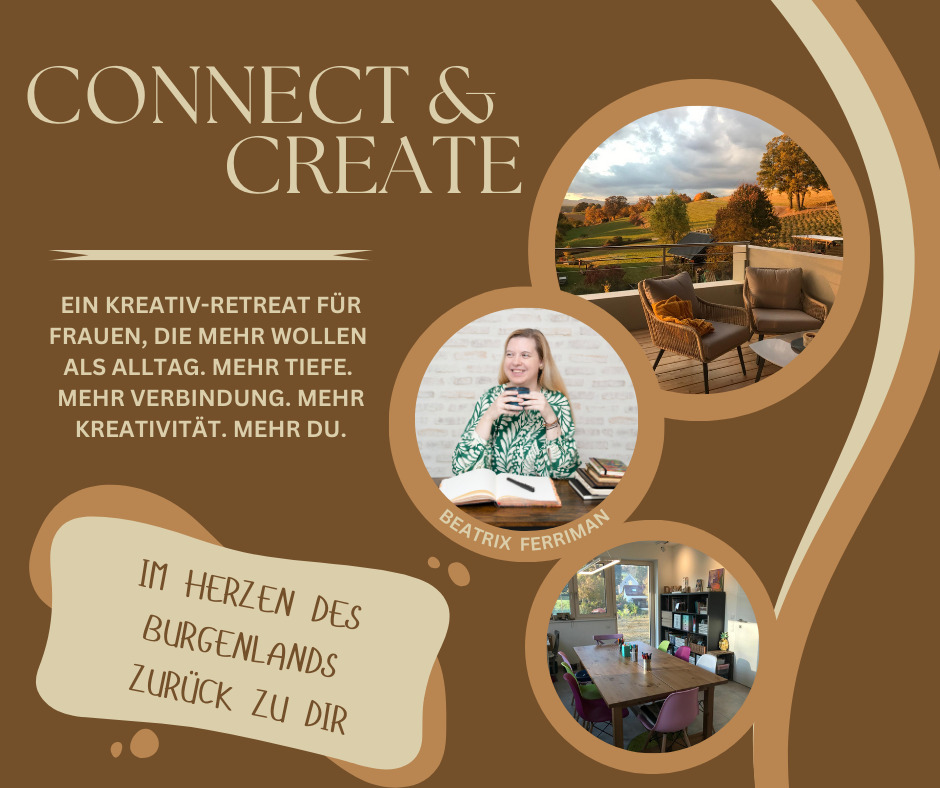 CONNECT &
CREATE
EIN KREATIV-RETREAT FÜR
FRAUEN, DIE MEHR WOLLEN
ALS ALLTAG. MEHR TIEFE.
MEHR VERBINDUNG. MEHR
KREATIVITÄT. MEHR DU.
BEATRIX FERRIMAN
IM HERZEN DES
BURGENLANDS
ZURÜCK ZU DIR